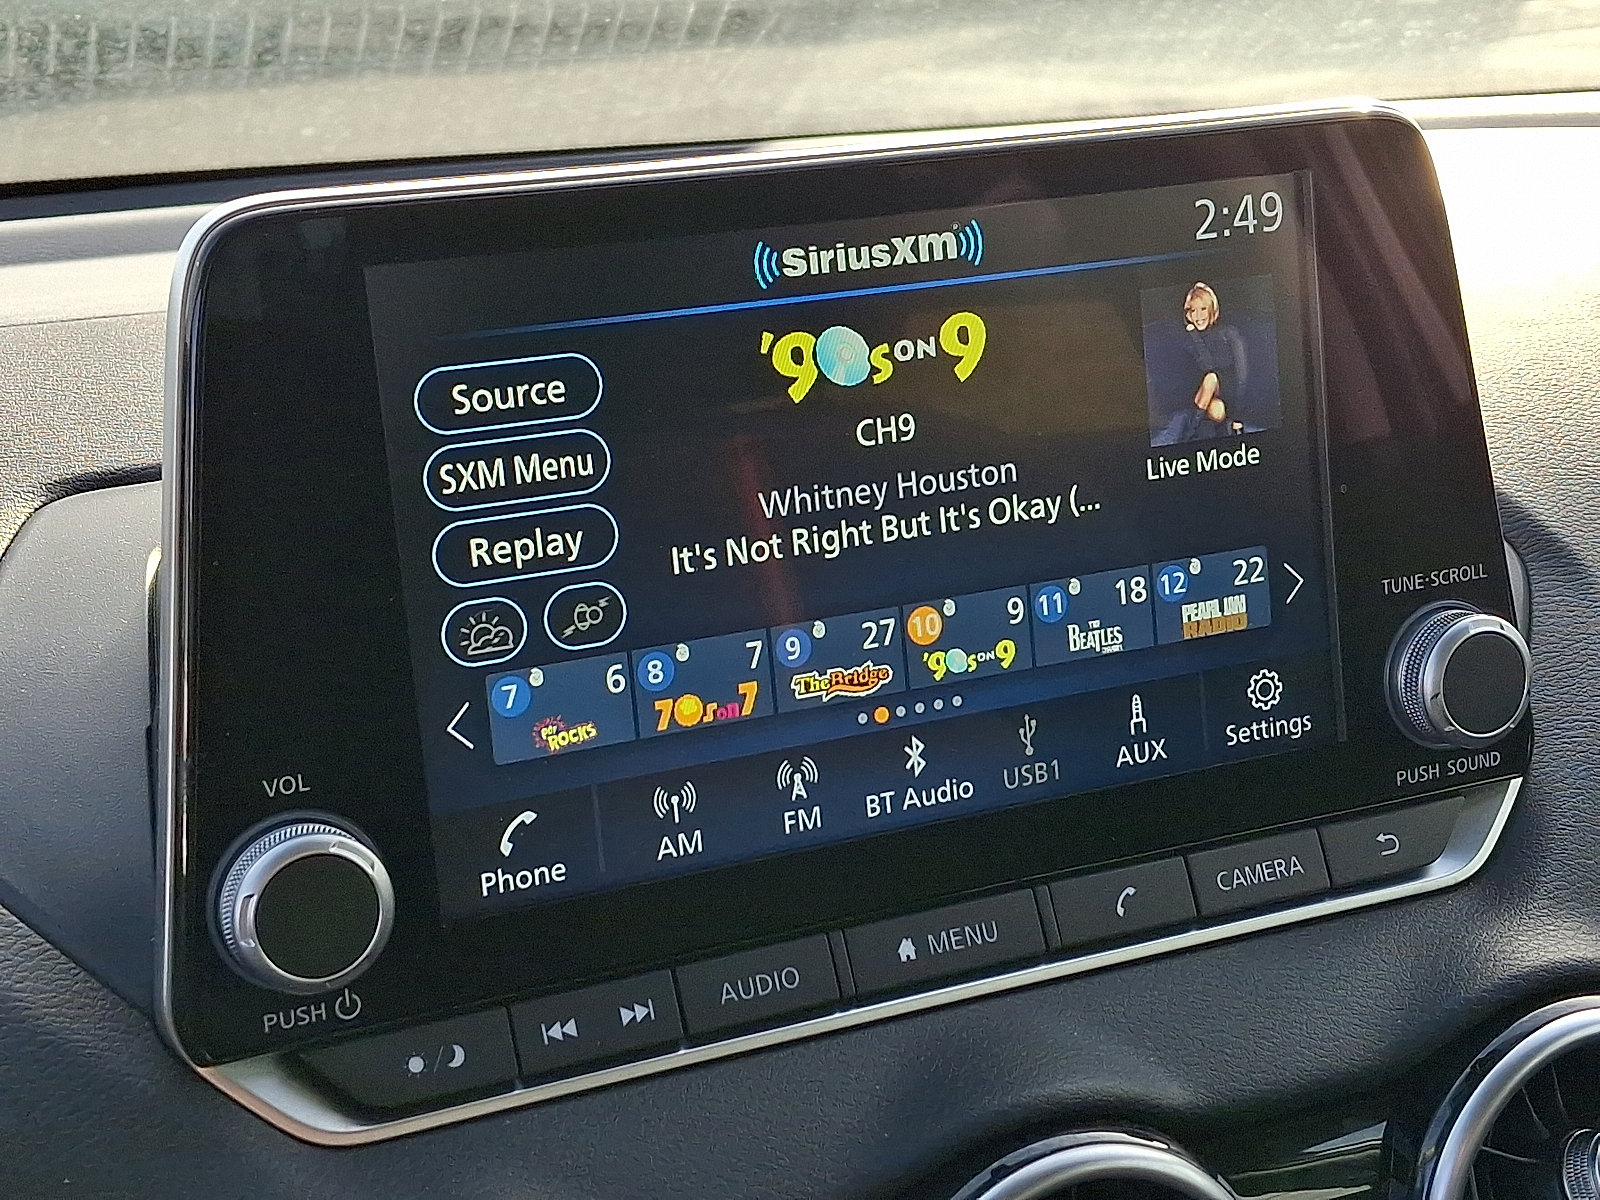 2:49
SiriusXm
Source
'90s ON 9
SXM Menu
CH9
Live Mode
Whitney Houston
Replay
It's Not Right But It's Okay (...
7 6
POP ROCKS
8 7
70s on 7
9 27
The Bridge
10 9
'90s ON 9
11 18
THE BEATLES
12 22
PEARL JAM RADIO
Phone
AM
FM
BT Audio
USB1
AUX
Settings
VOL
PUSH
TUNE·SCROLL
PUSH SOUND
AUDIO
MENU
CAMERA